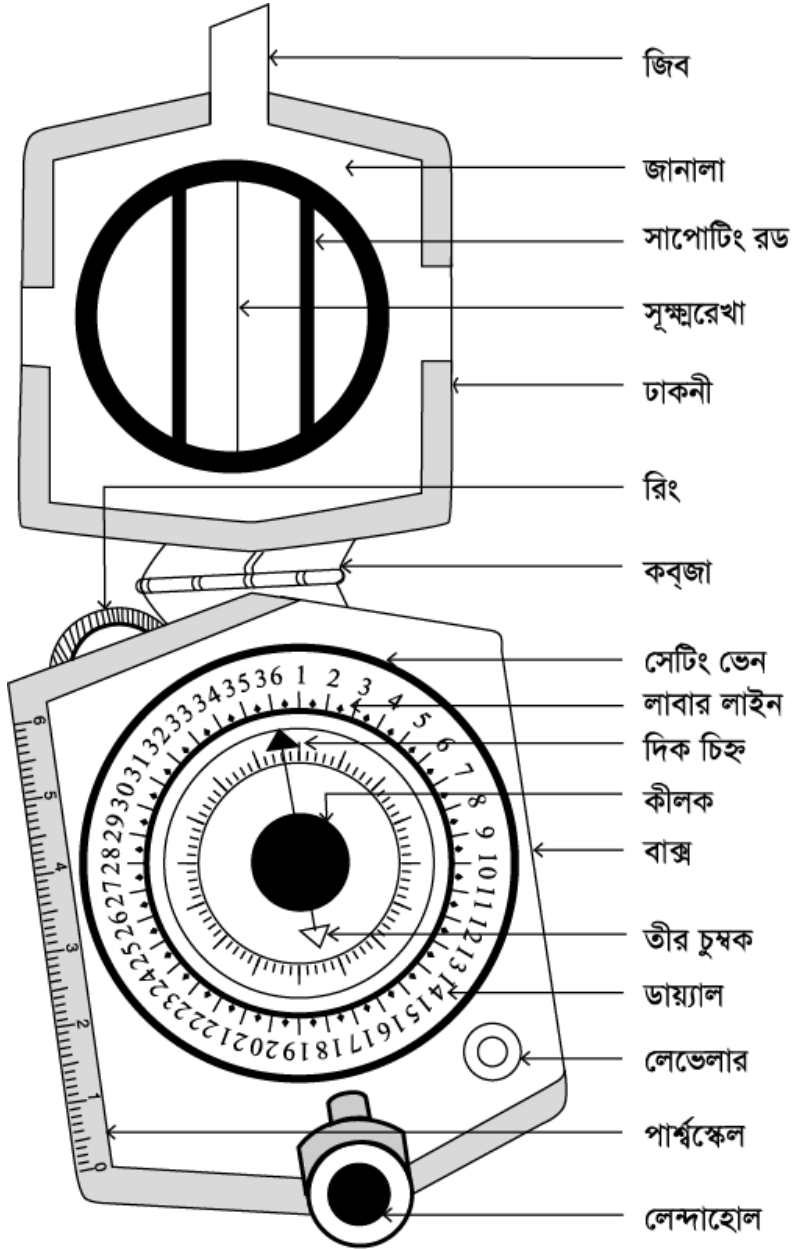 জিব
জানালা
সাপোটিং রড
সূক্ষ্মরেখা
ঢাকনী
রিং
কব্জা
সেটিং ভেন
লাবার লাইন
দিক চিহ্ন
কীলক
বাক্স
তীর চুম্বক
ডায়্যাল
লেভেলার
পার্শ্বস্কেল
লেন্দাহোল
1 2 3 4 5 6 7 8 9 10 11 12 13 14 15 16 17 18 19 20 21 22 23 24 25 26 27 28 29 30 31 32 33 34 35 36
6
5
4
3
2
1
0